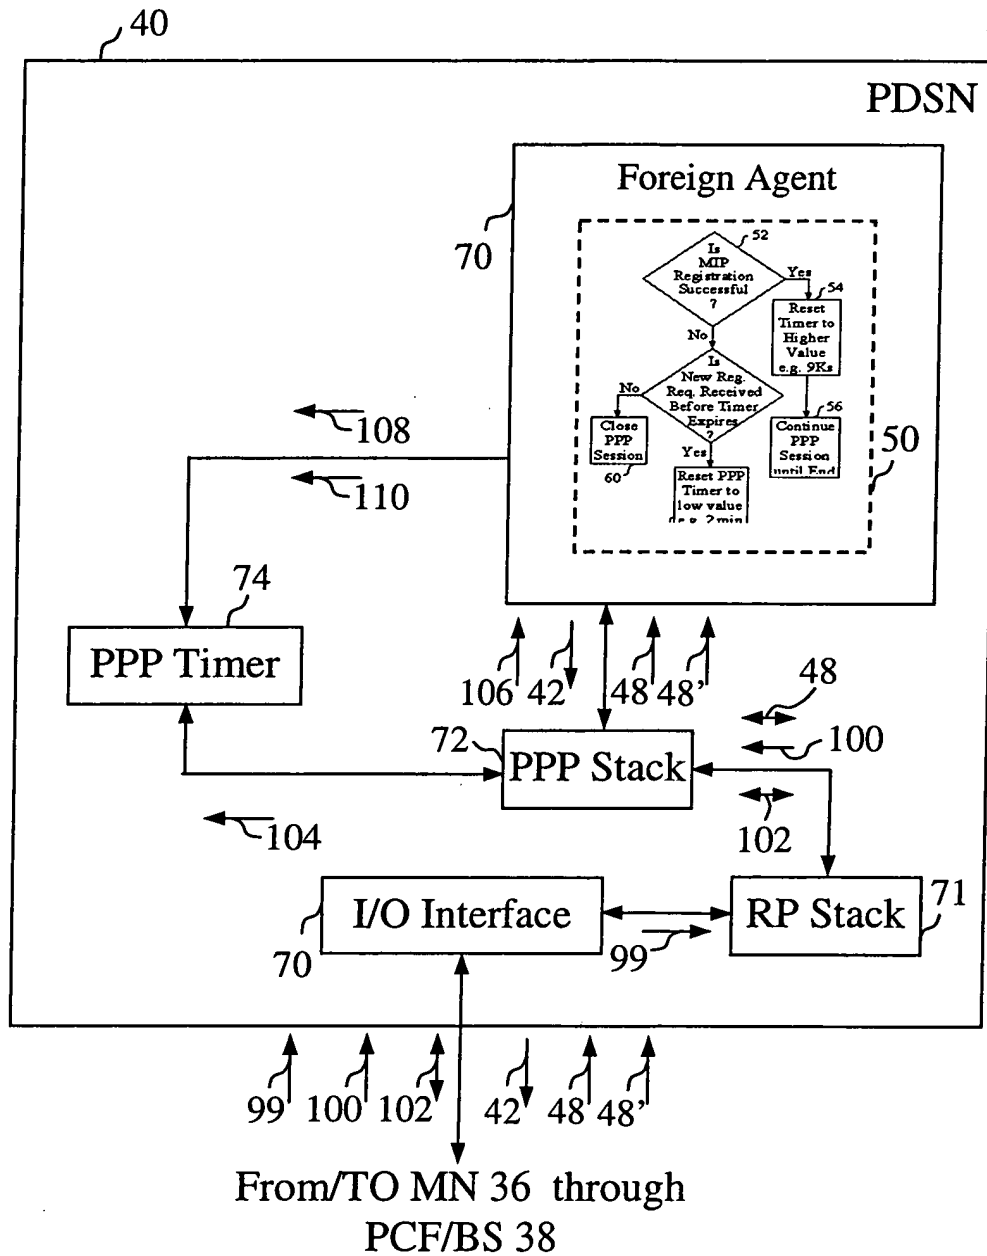 40
PDSN
Foreign Agent
70
52
Is
MIP
Registration
Successful
?
Yes
54
Reset
Timer to
Higher
Value
e.g. 9Ks
No
Is
New Reg.
Req. Received
Before Timer
Expires
?
No
Close
PPP
Session
60
56
Continue
PPP
Session
until End
Yes
Reset PPP
Timer to
low value
e.g. 2 min
50
108
110
74
PPP Timer
106
42
48
48'
48
100
72
PPP Stack
102
104
I/O Interface
70
99
RP Stack
71
99
100
102
42
48
48'
From/TO MN 36 through
PCF/BS 38